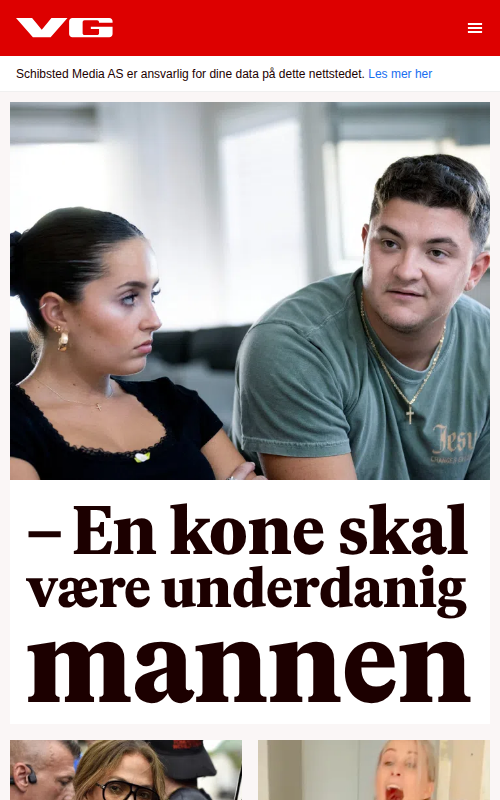 VG
Schibsted Media AS er ansvarlig for dine data på dette nettstedet. Les mer her
Jesu
– En kone skal
være underdanig
mannen